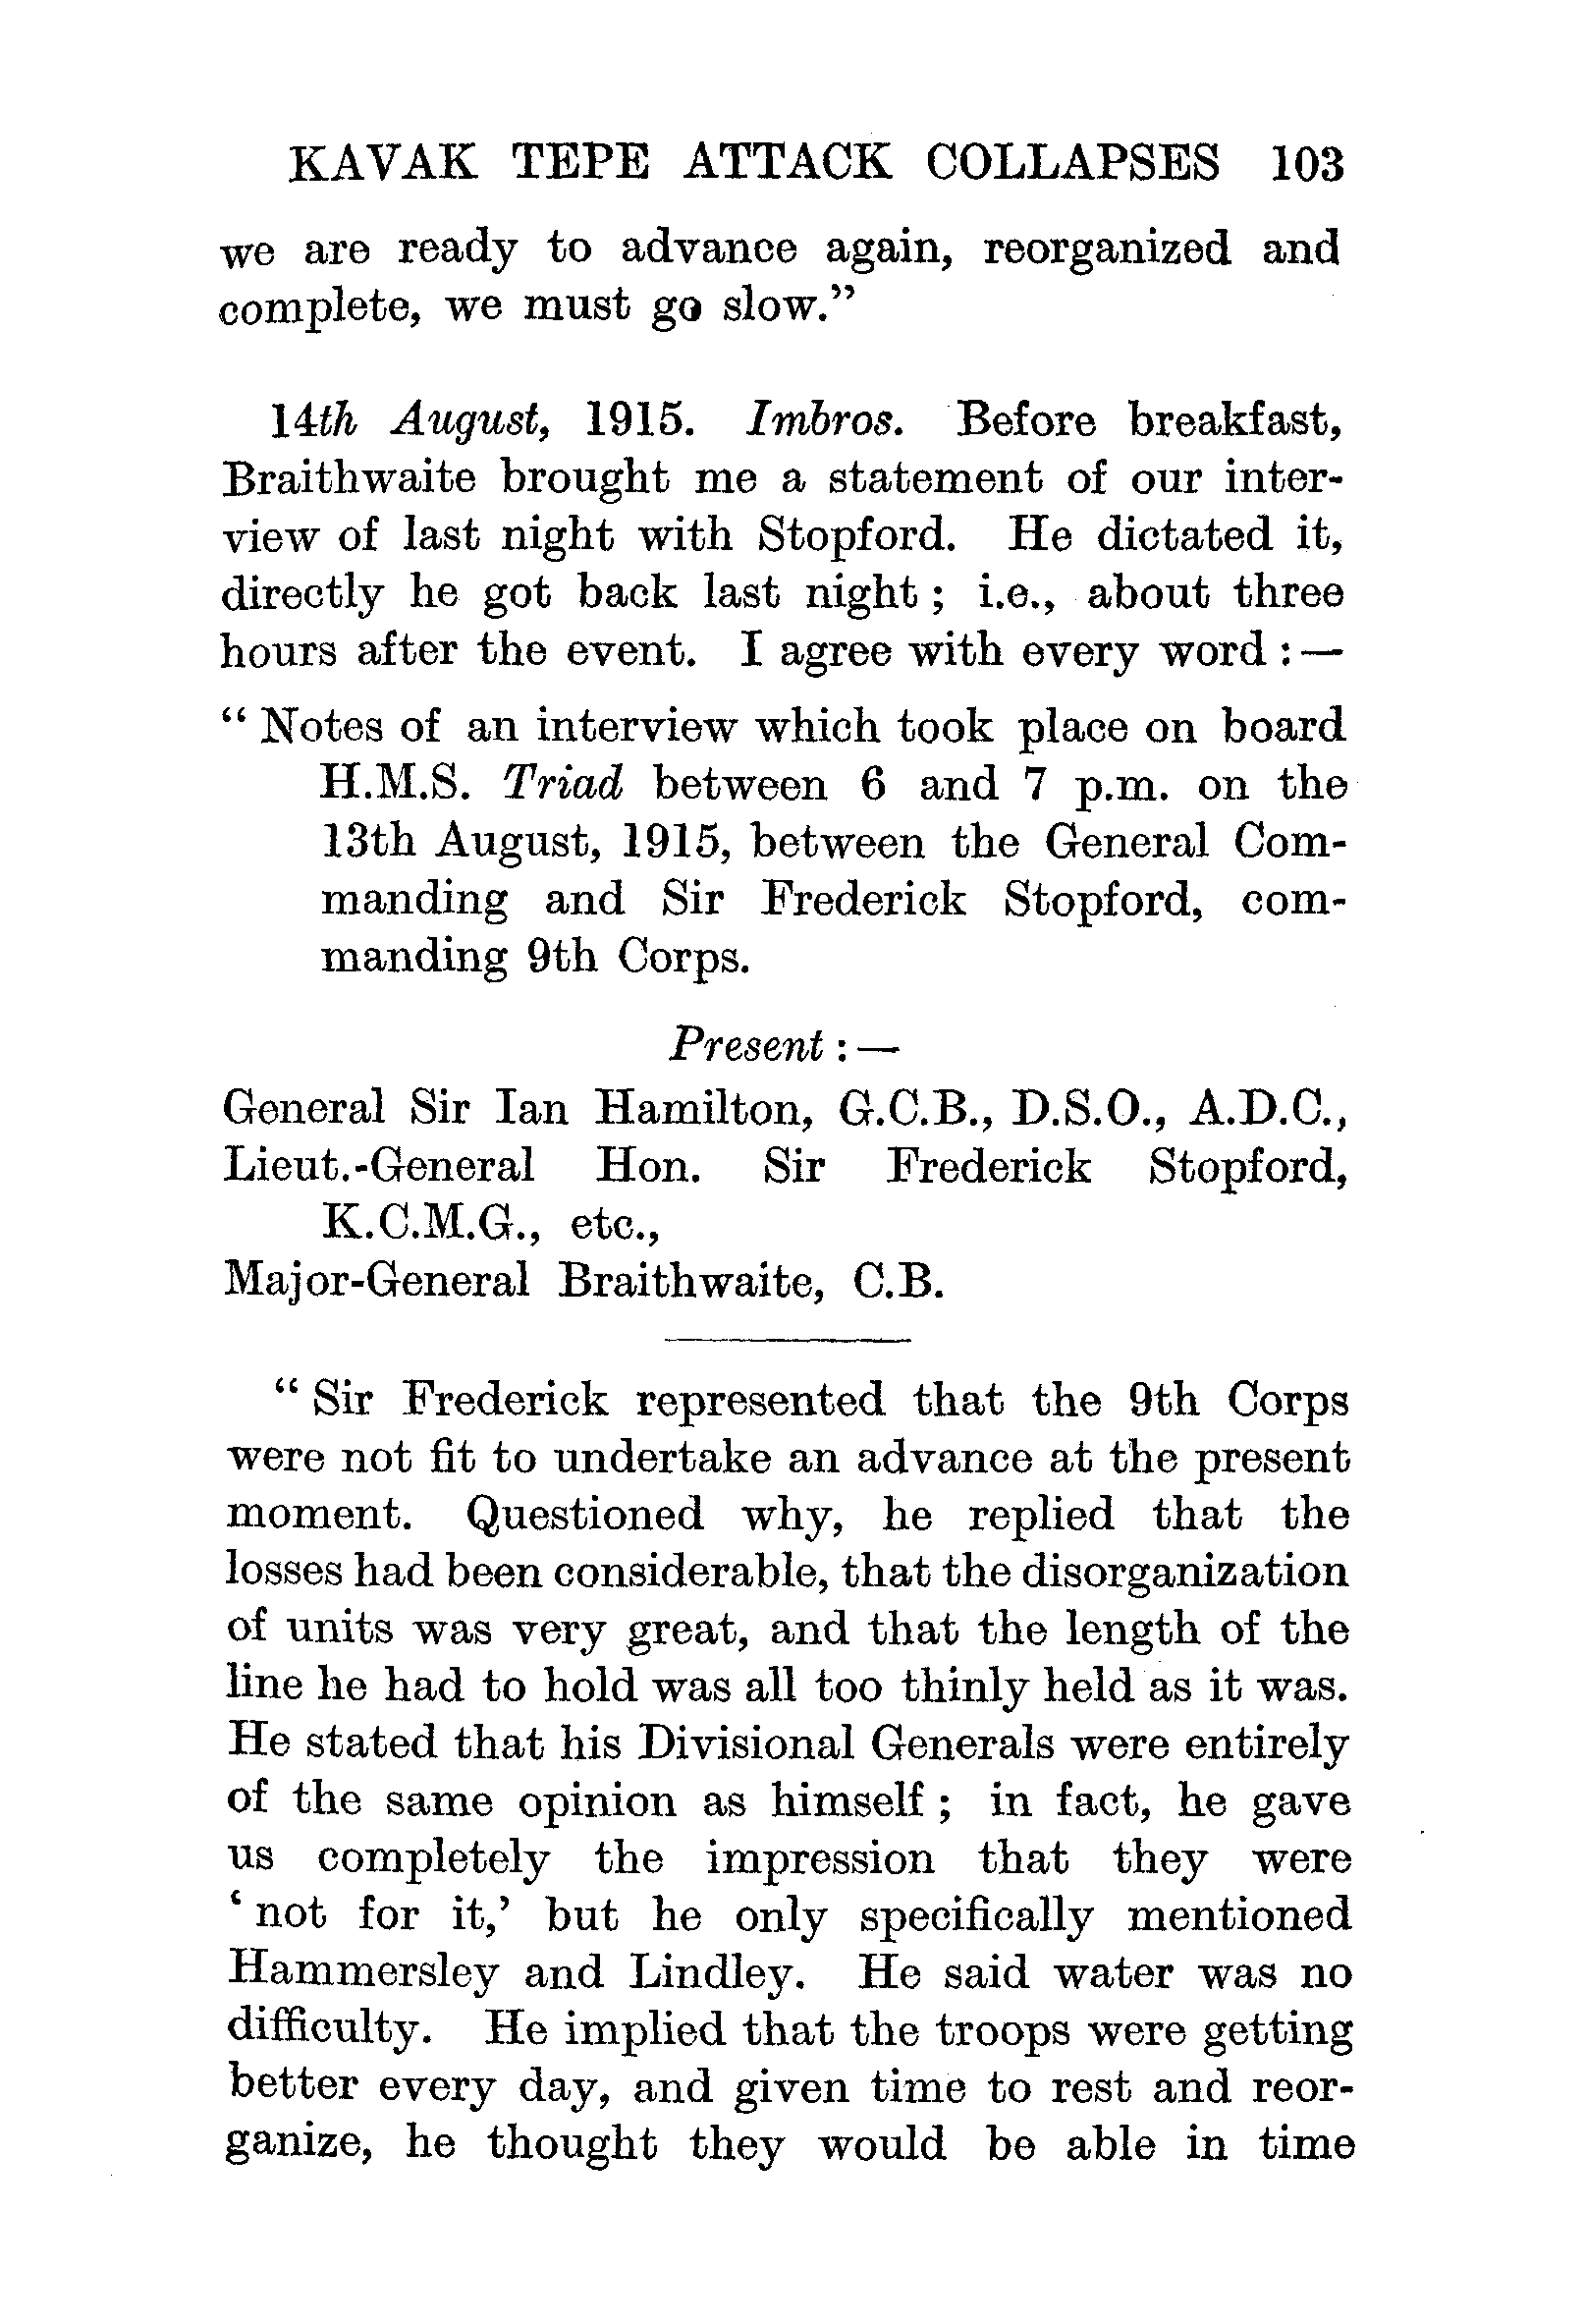 KAVAK TEPE ATTACK COLLAPSES 103
we are ready to advance again, reorganized and
complete, we must go slow.”
14th August, 1915. Imbros. Before breakfast,
Braithwaite brought me a statement of our inter-
view of last night with Stopford. He dictated it,
directly he got back last night ; i.e., about three
hours after the event. I agree with every word :—
“ Notes of an interview which took place on board
H.M.S. Triad between 6 and 7 p.m. on the
13th August, 1915, between the General Com-
manding and Sir Frederick Stopford, com-
manding 9th Corps.
Present :—
General Sir Ian Hamilton, G.C.B., D.S.O., A.D.C.,
Lieut.-General Hon. Sir Frederick Stopford,
K.C.M.G., etc.,
Major-General Braithwaite, C.B.
“ Sir Frederick represented that the 9th Corps
were not fit to undertake an advance at the present
moment. Questioned why, he replied that the
losses had been considerable, that the disorganization
of units was very great, and that the length of the
line he had to hold was all too thinly held as it was.
He stated that his Divisional Generals were entirely
of the same opinion as himself ; in fact, he gave
us completely the impression that they were
‘ not for it,’ but he only specifically mentioned
Hammersley and Lindley. He said water was no
difficulty. He implied that the troops were getting
better every day, and given time to rest and reor-
ganize, he thought they would be able in time